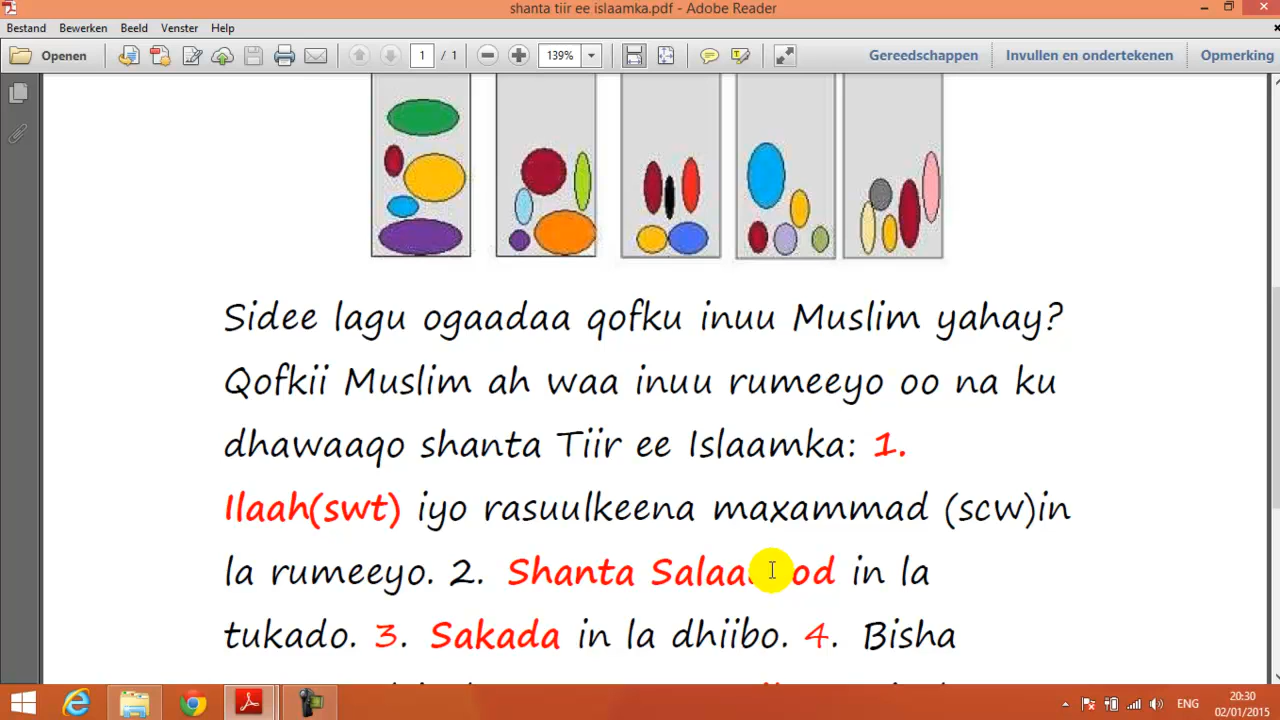 shanta tiir ee islaamka.pdf - Adobe Reader
Bestand Bewerken Beeld Venster Help
Openen 1 / 1 139% Gereedschappen Invullen en ondertekenen Opmerking
Sidee lagu ogaadaa qofku inuu Muslim yahay?
Qofkii Muslim ah waa inuu rumeeyo oo na ku
dhawaaqo shanta Tiir ee Islaamka: 1.
Ilaah(swt) iyo rasuulkeena maxammad (scw)in
la rumeeyo. 2. Shanta in la
tukado. 3. Sakada in la dhiibo. 4. Bisha
ENG
20:30
02/01/2015